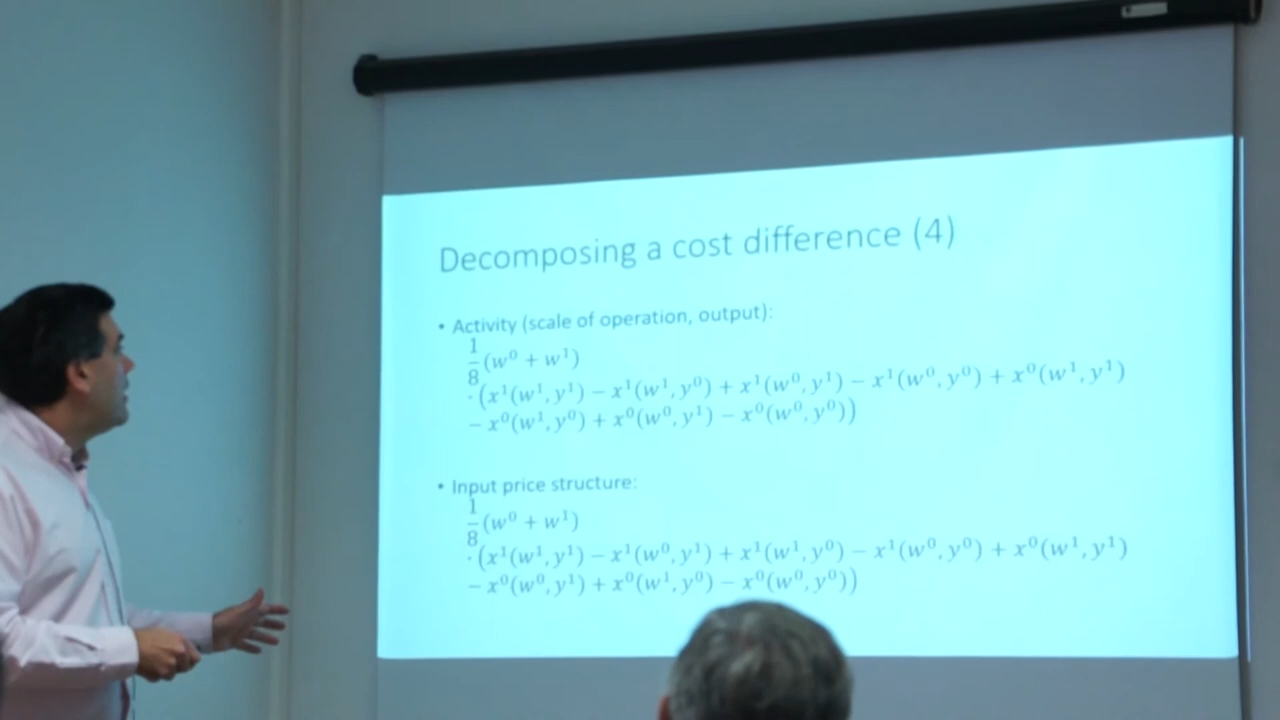 Decomposing a cost difference (4)
• Activity (scale of operation, output):
1/8 (w⁰ + w¹)
· (x¹(w¹, y¹) − x¹(w¹, y⁰) + x¹(w⁰, y¹) − x¹(w⁰, y⁰) + x⁰(w¹, y¹)
− x⁰(w¹, y⁰) + x⁰(w⁰, y¹) − x⁰(w⁰, y⁰))
• Input price structure:
1/8 (w⁰ + w¹)
· (x¹(w¹, y¹) − x¹(w⁰, y¹) + x¹(w¹, y⁰) − x¹(w⁰, y⁰) + x⁰(w¹, y¹)
− x⁰(w⁰, y¹) + x⁰(w¹, y⁰) − x⁰(w⁰, y⁰))